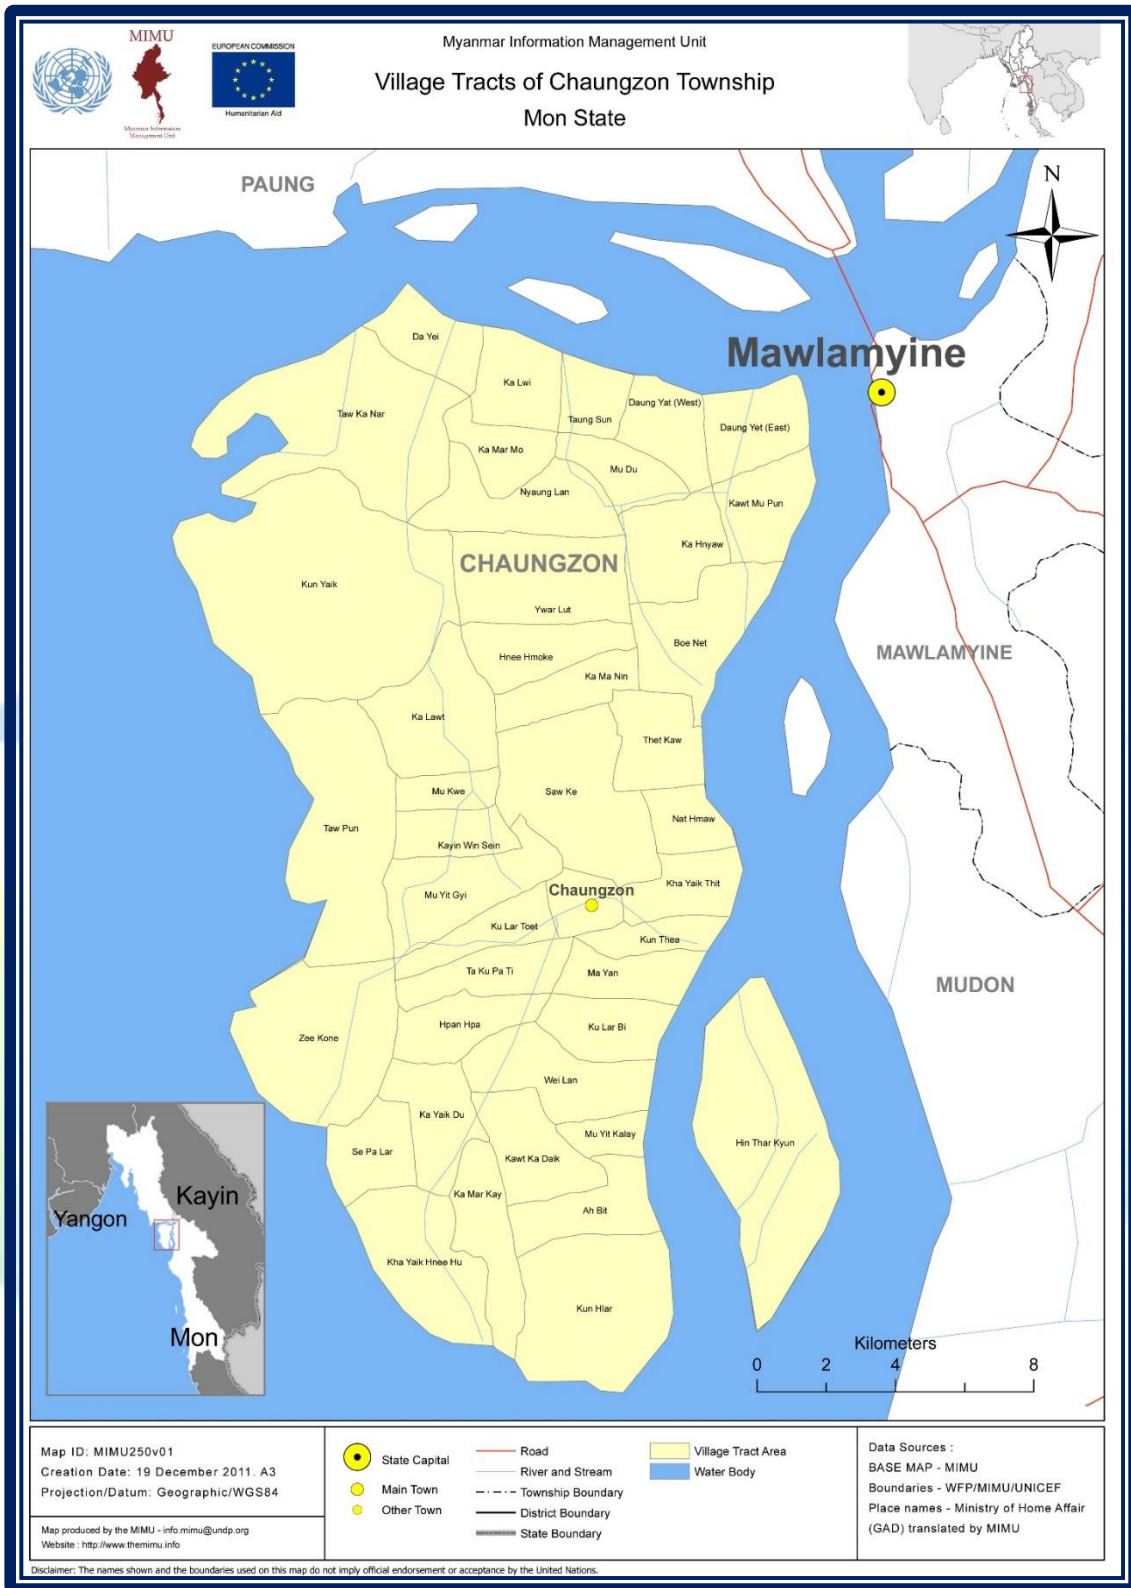 MIMU
Myanmar Information
Management Unit
EUROPEAN COMMISSION
Humanitarian Aid
Myanmar Information Management Unit
Village Tracts of Chaungzon Township
Mon State
PAUNG
N
Mawlamyine
Da Yei
Ka Lwi
Taw Ka Nar
Taung Sun
Daung Yat (West)
Daung Yet (East)
Ka Mar Mo
Mu Du
Nyaung Lan
Kawt Mu Pun
Ka Hnyaw
CHAUNGZON
Kun Yaik
Ywar Lut
Boe Net
MAWLAMYINE
Hnee Hmoke
Ka Ma Nin
Ka Lawt
Thet Kaw
Mu Kwe
Saw Ke
Nat Hmaw
Taw Pun
Kayin Win Sein
Kha Yaik Thit
Chaungzon
Mu Yit Gyi
Ku Lar Toet
Kun Thea
Ta Ku Pa Ti
Ma Yan
MUDON
Hpan Hpa
Ku Lar Bi
Zee Kone
Wei Lan
Ka Yaik Du
Mu Yit Kalay
Hin Thar Kyun
Se Pa Lar
Kawt Ka Daik
Ka Mar Kay
Ah Bit
Kha Yaik Hnee Hu
Kun Hlar
Kayin
Yangon
Mon
Kilometers
0 2 4 8
Map ID: MIMU250v01
Creation Date: 19 December 2011. A3
Projection/Datum: Geographic/WGS84
Map produced by the MIMU - info.mimu@undp.org
Website : http://www.themimu.info
State Capital
Main Town
Other Town
Road
River and Stream
Township Boundary
District Boundary
State Boundary
Village Tract Area
Water Body
Data Sources :
BASE MAP - MIMU
Boundaries - WFP/MIMU/UNICEF
Place names - Ministry of Home Affair
(GAD) translated by MIMU
Disclaimer: The names shown and the boundaries used on this map do not imply official endorsement or acceptance by the United Nations.